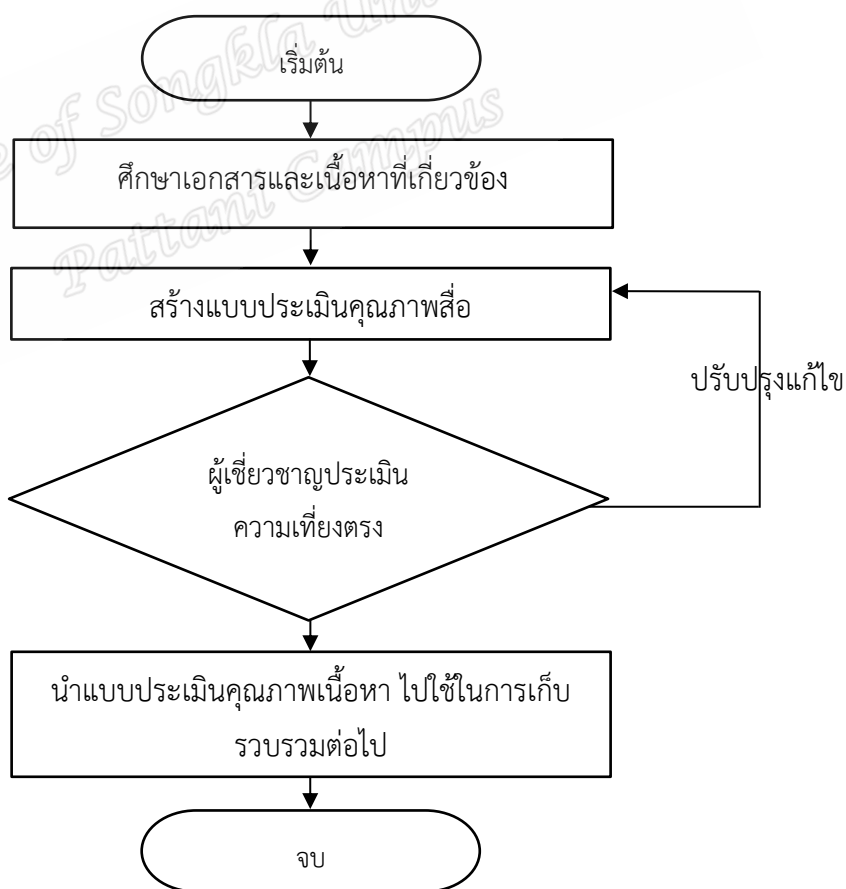 เริ่มต้น
ศึกษาเอกสารและเนื้อหาที่เกี่ยวข้อง
สร้างแบบประเมินคุณภาพสื่อ
ปรับปรุงแก้ไข
ผู้เชี่ยวชาญประเมิน
ความเที่ยงตรง
นำแบบประเมินคุณภาพเนื้อหา ไปใช้ในการเก็บ
รวบรวมต่อไป
จบ
of Songkla
Pattani Campus